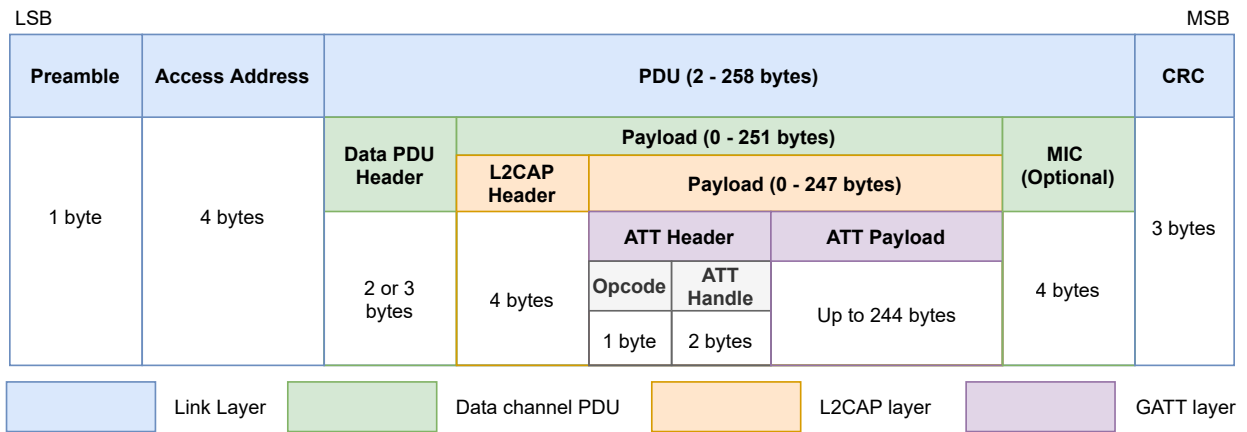 LSB
MSB
Preamble
Access Address
PDU (2 - 258 bytes)
CRC
1 byte
4 bytes
Data PDU
Header
Payload (0 - 251 bytes)
MIC
(Optional)
3 bytes
L2CAP
Header
Payload (0 - 247 bytes)
2 or 3
bytes
4 bytes
ATT Header
ATT Payload
4 bytes
Opcode
ATT
Handle
Up to 244 bytes
1 byte
2 bytes
Link Layer
Data channel PDU
L2CAP layer
GATT layer